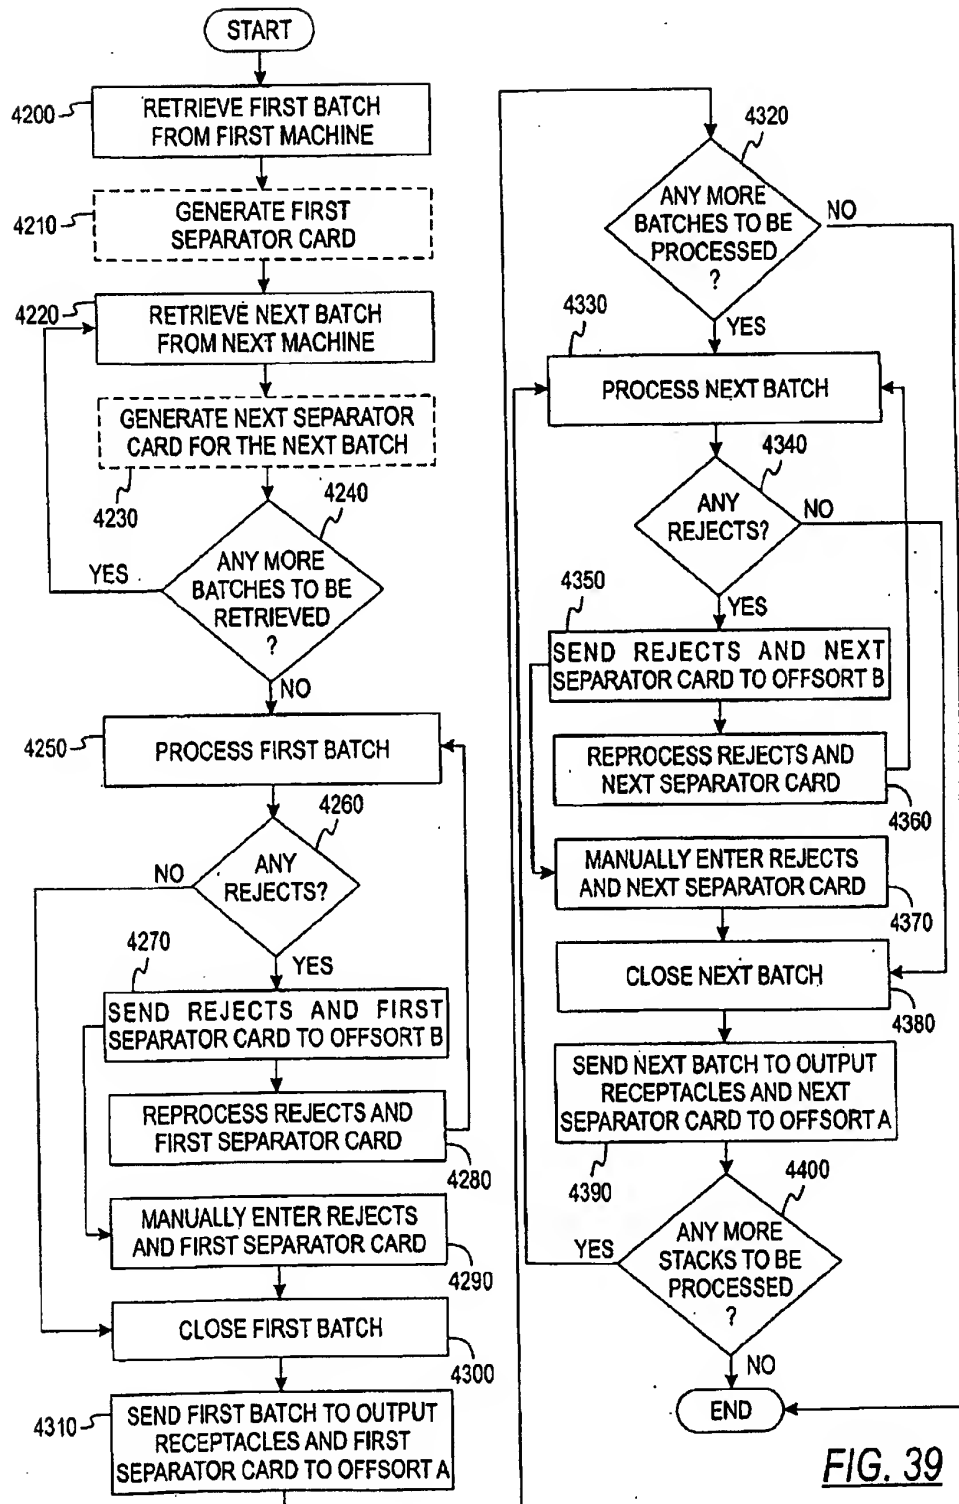 START
4200
RETRIEVE FIRST BATCH
FROM FIRST MACHINE
4210
GENERATE FIRST
SEPARATOR CARD
4220
RETRIEVE NEXT BATCH
FROM NEXT MACHINE
GENERATE NEXT SEPARATOR
CARD FOR THE NEXT BATCH
4230
4240
ANY MORE
BATCHES TO BE
RETRIEVED
?
YES
NO
4250
PROCESS FIRST BATCH
4260
ANY
REJECTS?
NO
YES
4270
SEND REJECTS AND FIRST
SEPARATOR CARD TO OFFSORT B
REPROCESS REJECTS AND
FIRST SEPARATOR CARD
4280
MANUALLY ENTER REJECTS
AND FIRST SEPARATOR CARD
4290
CLOSE FIRST BATCH
4300
4310
SEND FIRST BATCH TO OUTPUT
RECEPTACLES AND FIRST
SEPARATOR CARD TO OFFSORT A
4320
ANY MORE
BATCHES TO BE
PROCESSED
?
NO
YES
4330
PROCESS NEXT BATCH
4340
ANY
REJECTS?
NO
YES
4350
SEND REJECTS AND NEXT
SEPARATOR CARD TO OFFSORT B
REPROCESS REJECTS AND
NEXT SEPARATOR CARD
4360
MANUALLY ENTER REJECTS
AND NEXT SEPARATOR CARD
4370
CLOSE NEXT BATCH
4380
SEND NEXT BATCH TO OUTPUT
RECEPTACLES AND NEXT
SEPARATOR CARD TO OFFSORT A
4390
4400
ANY MORE
STACKS TO BE
PROCESSED
?
YES
NO
END
FIG. 39